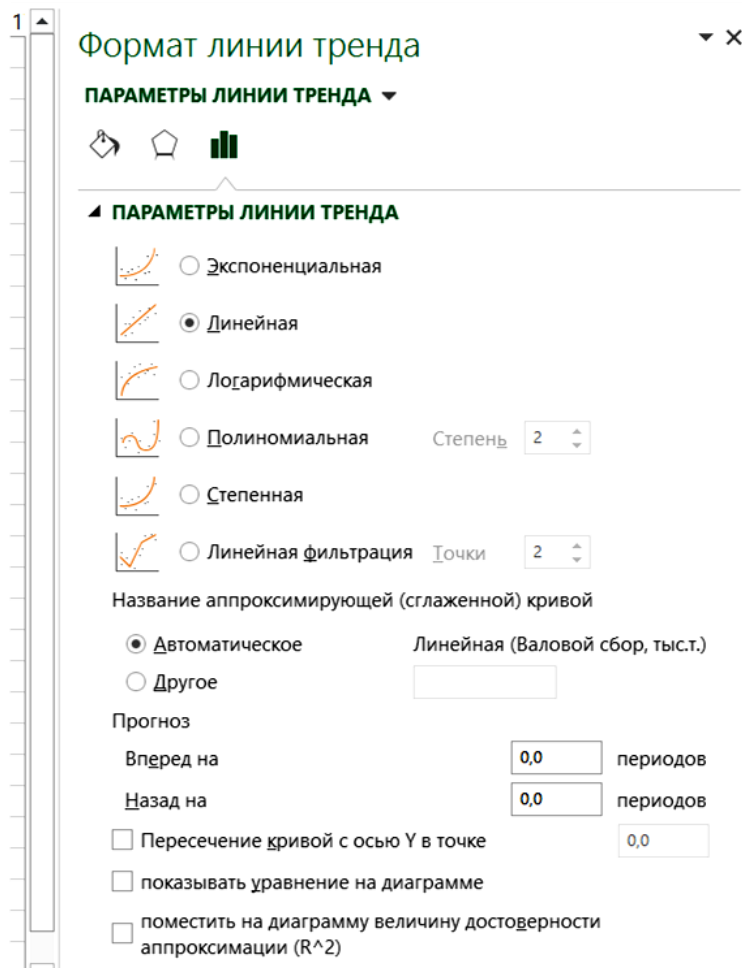 1
Формат линии тренда
ПАРАМЕТРЫ ЛИНИИ ТРЕНДА
ПАРАМЕТРЫ ЛИНИИ ТРЕНДА
Экспоненциальная
Линейная
Логарифмическая
Полиномиальная Степень 2
Степенная
Линейная фильтрация Точки 2
Название аппроксимирующей (сглаженной) кривой
Автоматическое Линейная (Валовой сбор, тыс.т.)
Другое
Прогноз
Вперед на 0,0 периодов
Назад на 0,0 периодов
Пересечение кривой с осью Y в точке 0,0
показывать уравнение на диаграмме
поместить на диаграмму величину достоверности
аппроксимации (R^2)